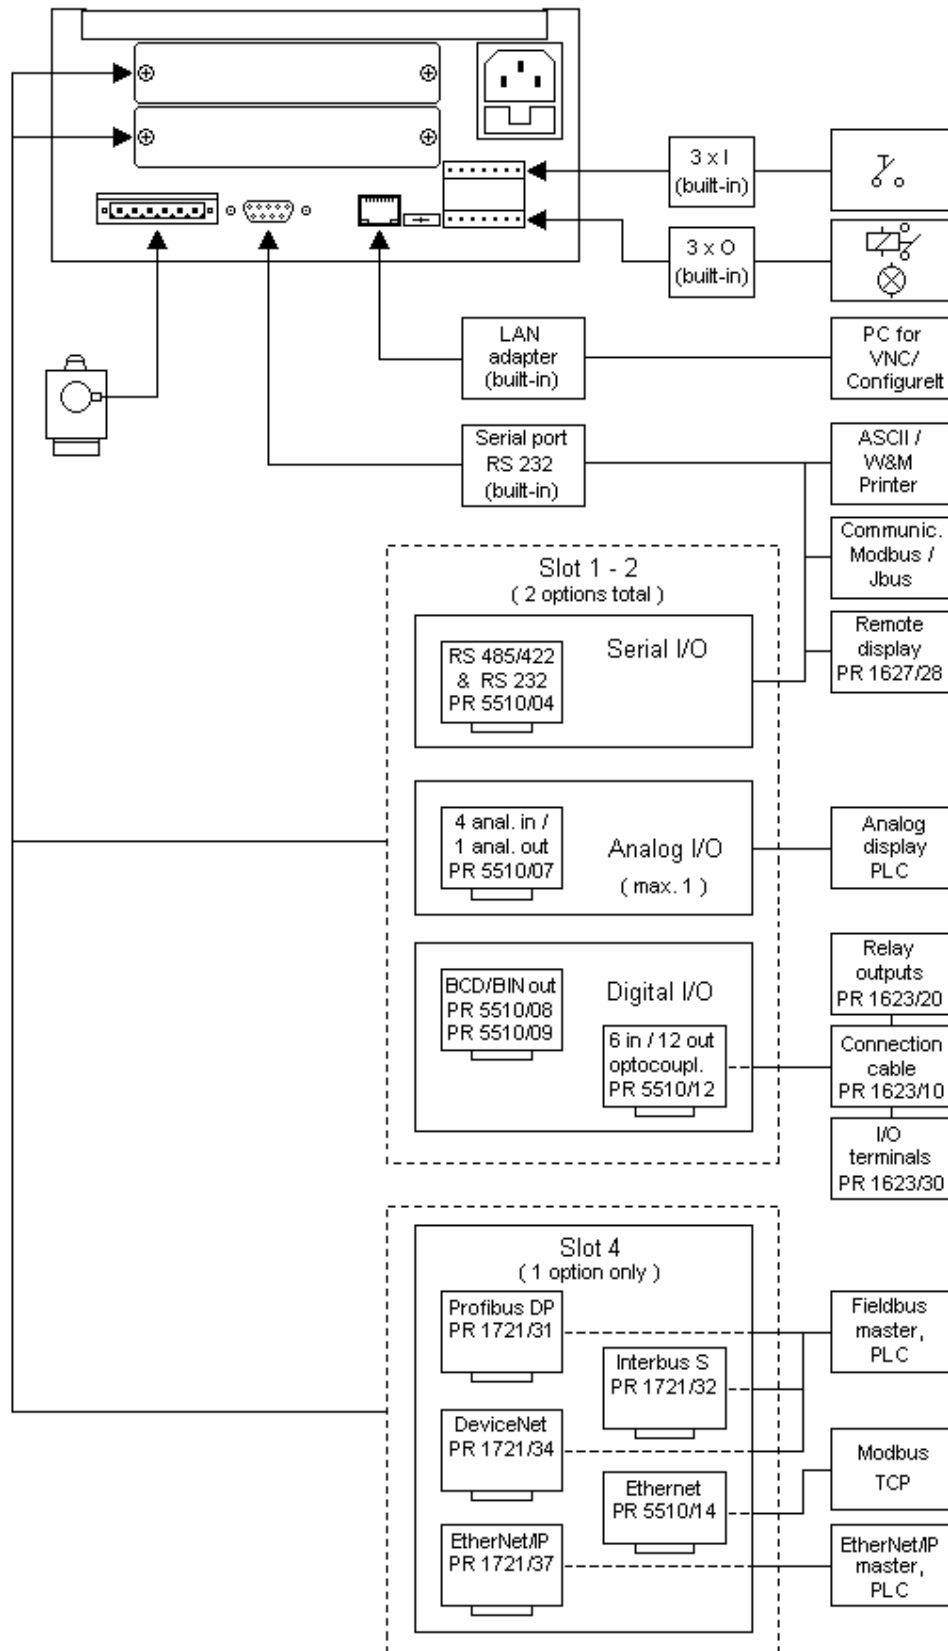 3 x I
(built-in)
3 x O
(built-in)
LAN
adapter
(built-in)
PC for
VNC/
ConfigureIt
Serial port
RS 232
(built-in)
ASCII /
W&M
Printer
Communic.
Modbus /
Jbus
Remote
display
PR 1627/28
Slot 1 - 2
( 2 options total )
Serial I/O
RS 485/422
& RS 232
PR 5510/04
4 anal. in /
1 anal. out
PR 5510/07
Analog I/O
( max. 1 )
Analog
display
PLC
BCD/BIN out
PR 5510/08
PR 5510/09
Digital I/O
6 in / 12 out
optocoupl.
PR 5510/12
Relay
outputs
PR 1623/20
Connection
cable
PR 1623/10
I/O
terminals
PR 1623/30
Slot 4
( 1 option only )
Profibus DP
PR 1721/31
Interbus S
PR 1721/32
DeviceNet
PR 1721/34
Ethernet
PR 5510/14
EtherNet/IP
PR 1721/37
Fieldbus
master,
PLC
Modbus
TCP
EtherNet/IP
master,
PLC